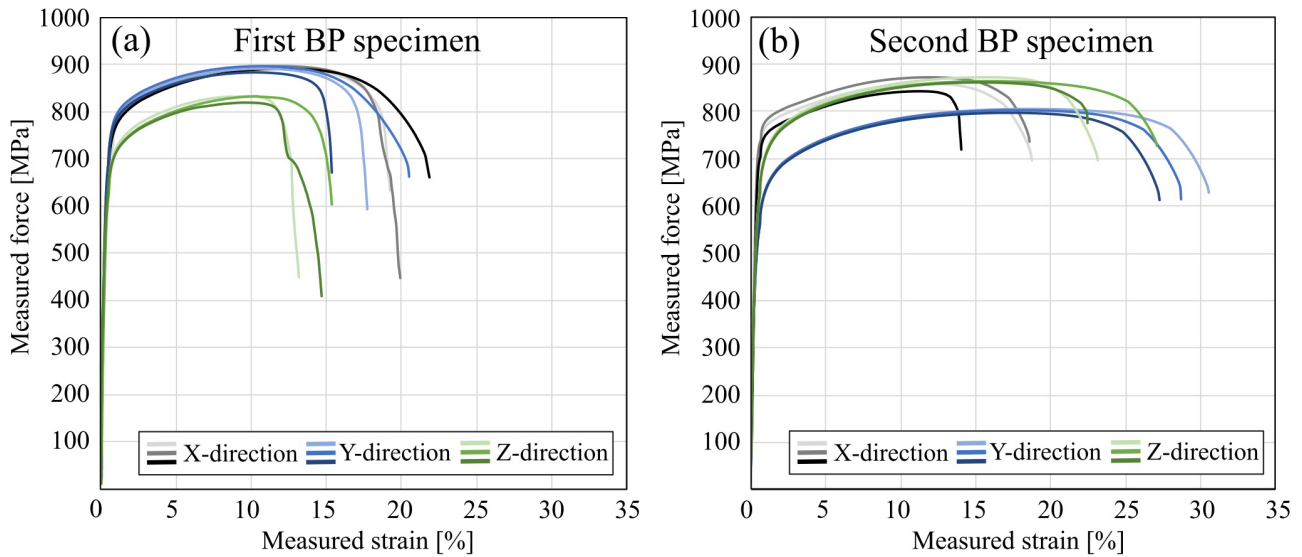 (a) First BP specimen
1000
900
800
700
600
500
400
300
200
100
Measured force [MPa]
X-direction Y-direction Z-direction
0 5 10 15 20 25 30 35
Measured strain [%]
(b) Second BP specimen
1000
900
800
700
600
500
400
300
200
100
Measured force [MPa]
X-direction Y-direction Z-direction
0 5 10 15 20 25 30 35
Measured strain [%]